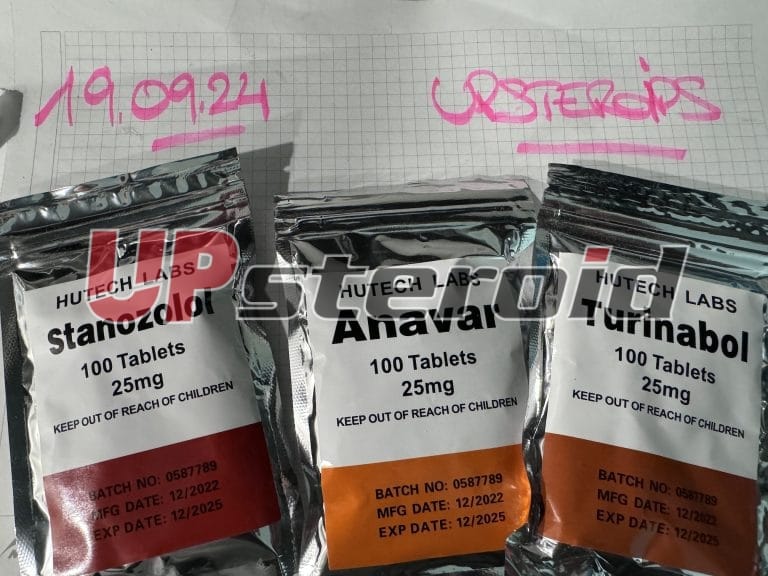 19.09.24
UPSTEROIDS
UPsteroid
HUTECH LABS
Stanozolol
100 Tablets
25mg
KEEP OUT OF REACH OF CHILDREN
BATCH NO: 0587789
MFG DATE: 12/2022
EXP DATE: 12/2025
HUTECH LABS
Anavar
100 Tablets
25mg
KEEP OUT OF REACH OF CHILDREN
BATCH NO: 0587789
MFG DATE: 12/2022
EXP DATE: 12/2025
HUTECH LABS
Turinabol
100 Tablets
25mg
KEEP OUT OF REACH OF CHILDREN
BATCH NO: 0587789
MFG DATE: 12/2022
EXP DATE: 12/2025